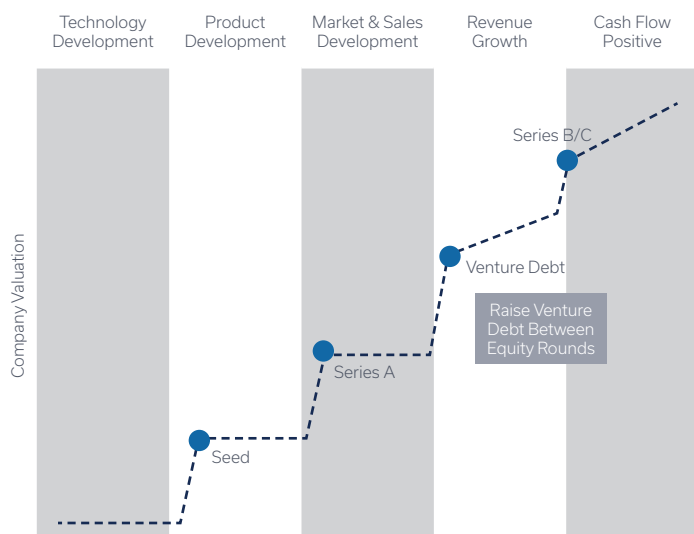 Technology
Development
Product
Development
Market & Sales
Development
Revenue
Growth
Cash Flow
Positive
Series B/C
Venture Debt
Raise Venture
Debt Between
Equity Rounds
Series A
Seed
Company Valuation